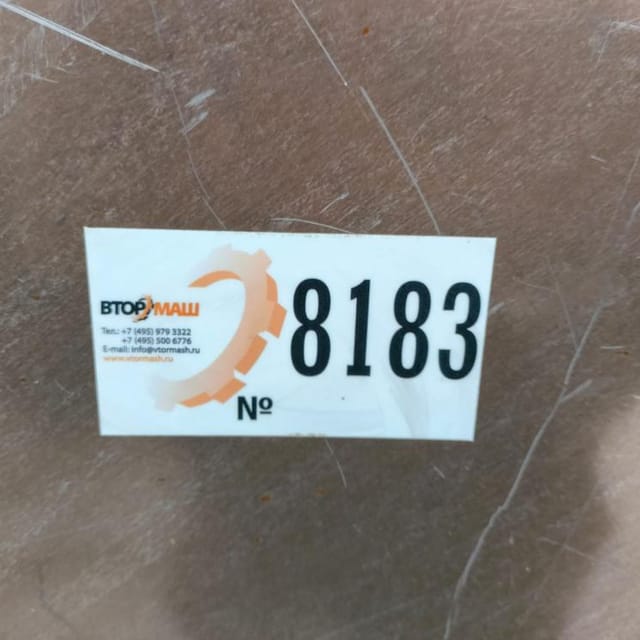 ВТОРМАШ
Тел.: +7 (495) 979 3322
+7 (495) 500 6776
E-mail: info@vtormash.ru
www.vtormash.ru
№ 8183